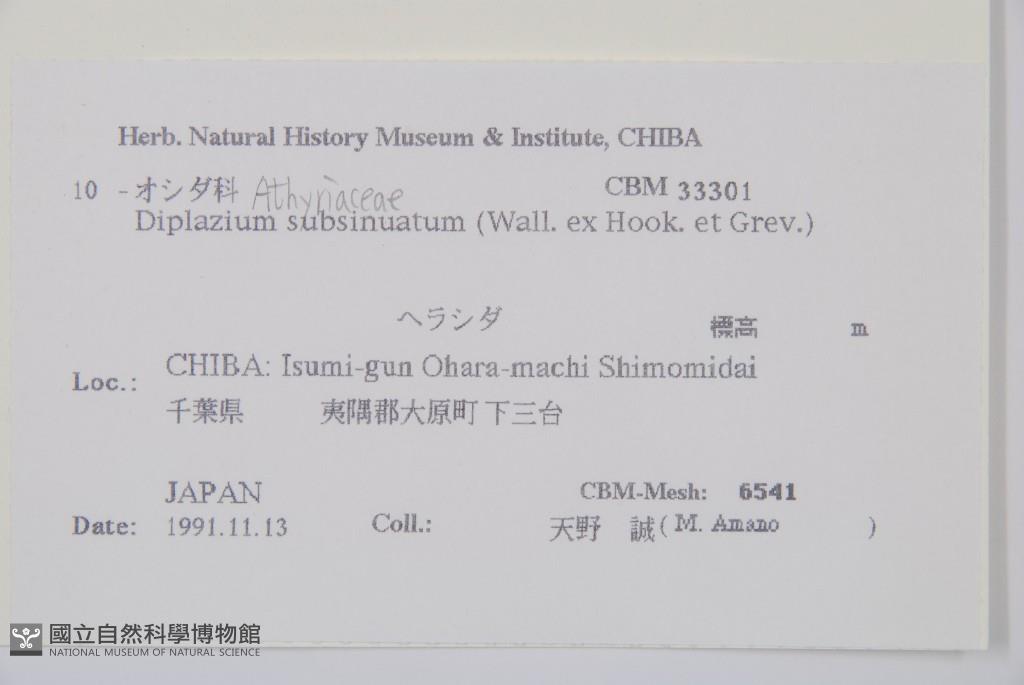 Herb. Natural History Museum & Institute, CHIBA
10 - オシダ科 Athyriaceae CBM 33301
Diplazium subsinuatum (Wall. ex Hook. et Grev.)
ヘラシダ 標高 m
Loc.: CHIBA: Isumi-gun Ohara-machi Shimomidai
千葉県 夷隅郡大原町下三台
JAPAN CBM-Mesh: 6541
Date: 1991.11.13 Coll.: 天野 誠 ( M. Amano )
國立自然科學博物館
NATIONAL MUSEUM OF NATURAL SCIENCE